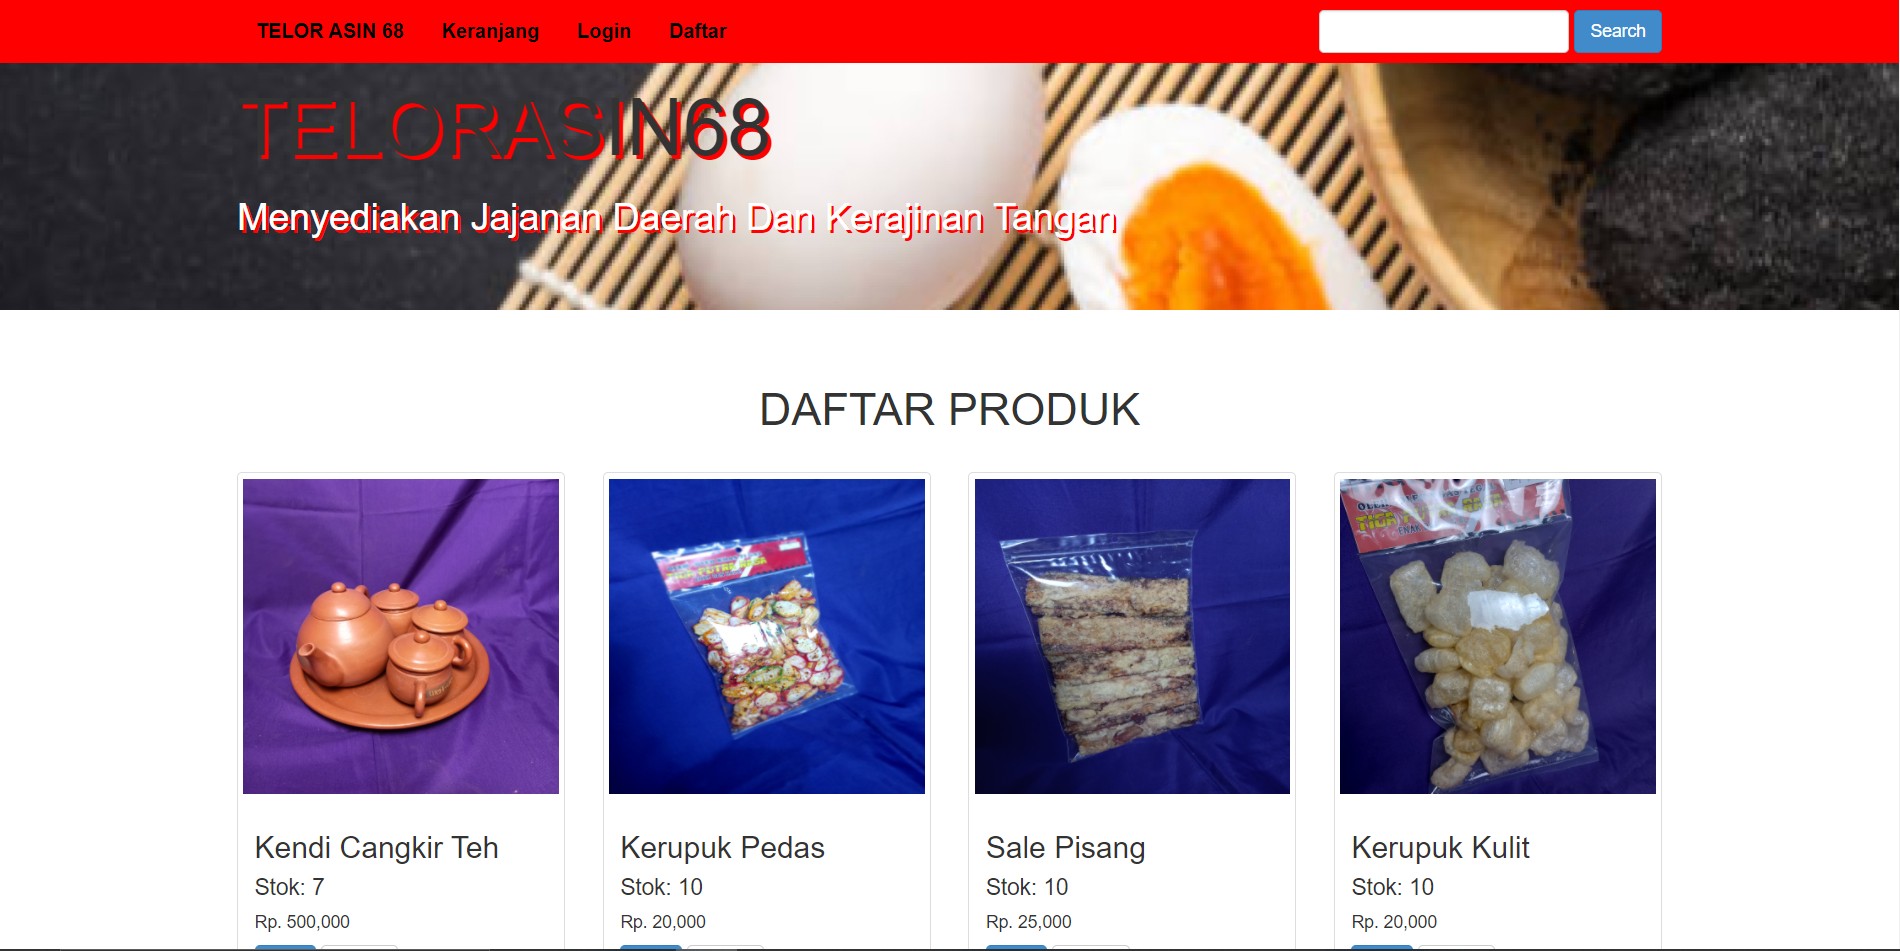 TELOR ASIN 68 Keranjang Login Daftar Search
TELORASIN68
Menyediakan Jajanan Daerah Dan Kerajinan Tangan
DAFTAR PRODUK
Kendi Cangkir Teh
Stok: 7
Rp. 500,000
Kerupuk Pedas
Stok: 10
Rp. 20,000
Sale Pisang
Stok: 10
Rp. 25,000
Kerupuk Kulit
Stok: 10
Rp. 20,000